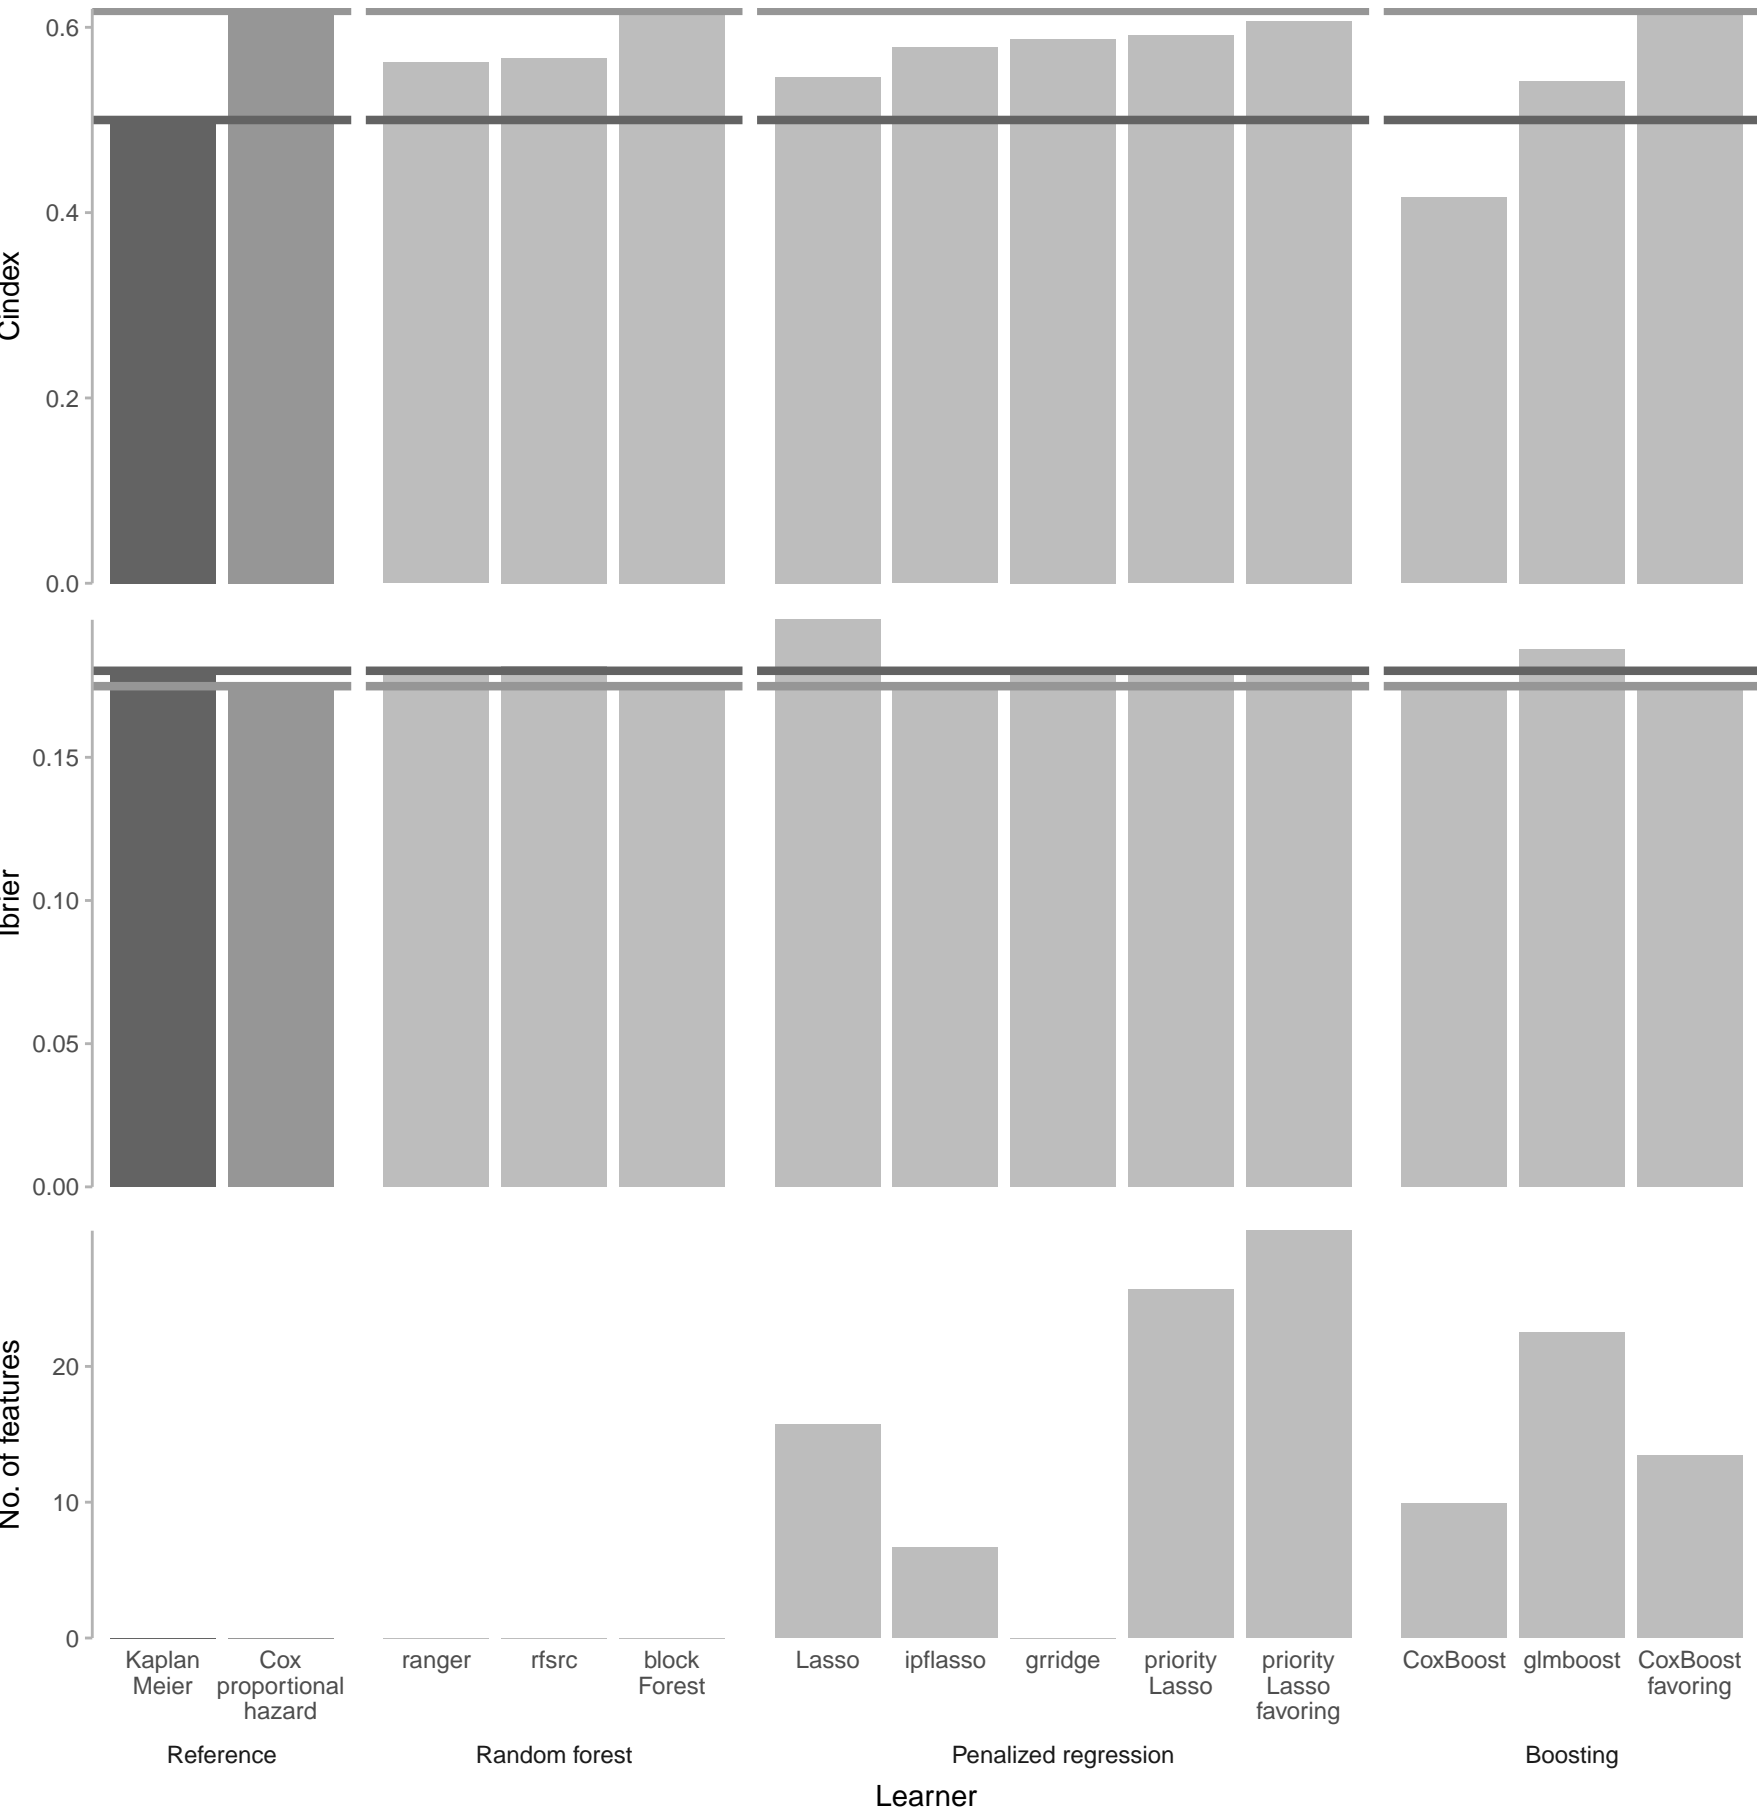 Cindex
0.6
0.4
0.2
0.0
Ibrier
0.15
0.10
0.05
0.00
No. of features
20
10
0
Kaplan
Meier
Cox
proportional
hazard
ranger
rfsrc
block
Forest
Lasso
ipflasso
grridge
priority
Lasso
priority
Lasso
favoring
CoxBoost
glmboost
CoxBoost
favoring
Reference
Random forest
Penalized regression
Boosting
Learner